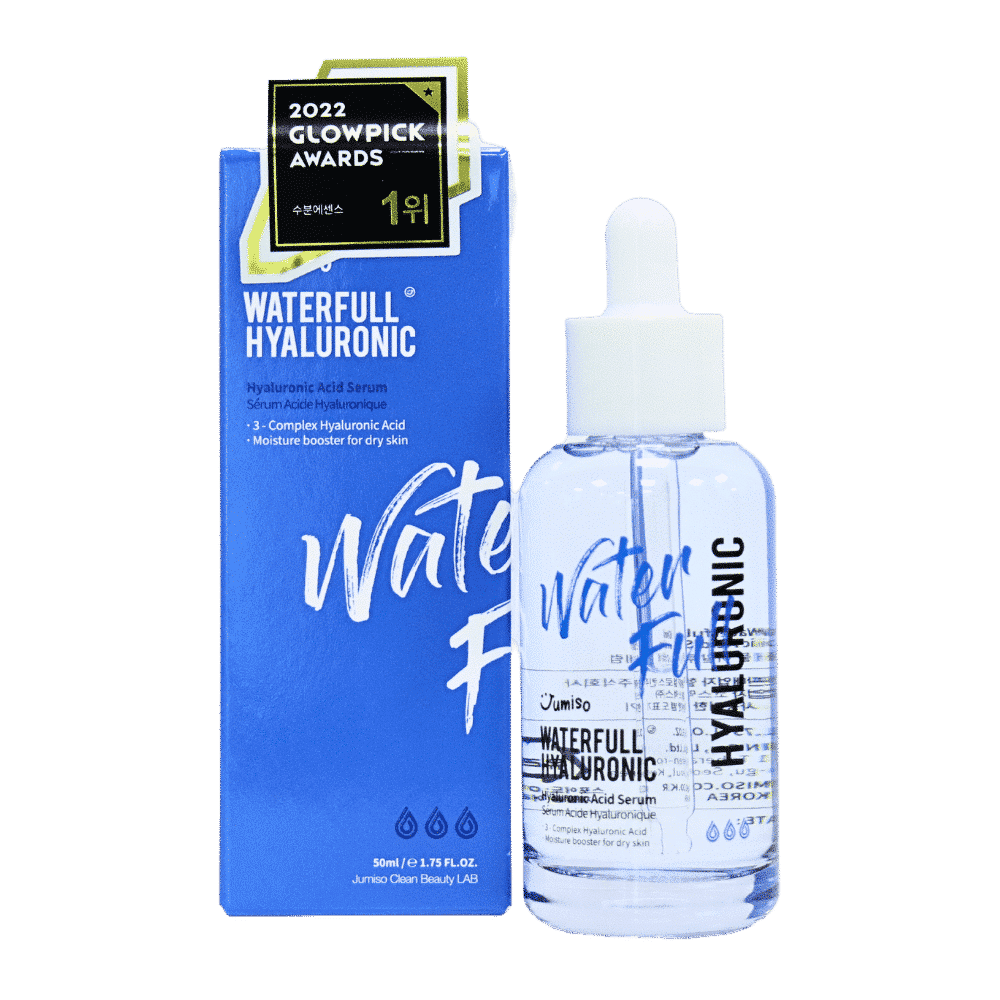 2022
GLOWPICK
AWARDS
수분에센스
1위
WATERFULL
HYALURONIC
Hyaluronic Acid Serum
Sérum Acide Hyaluronique
· 3 - Complex Hyaluronic Acid
· Moisture booster for dry skin
Wate
F
50ml / ℮ 1.75 FL.OZ.
Jumiso Clean Beauty LAB
Water
Full
HYALURONIC
Jumiso
WATERFULL
HYALURONIC
Hyaluronic Acid Serum
Sérum Acide Hyaluronique
· 3 - Complex Hyaluronic Acid
· Moisture booster for dry skin